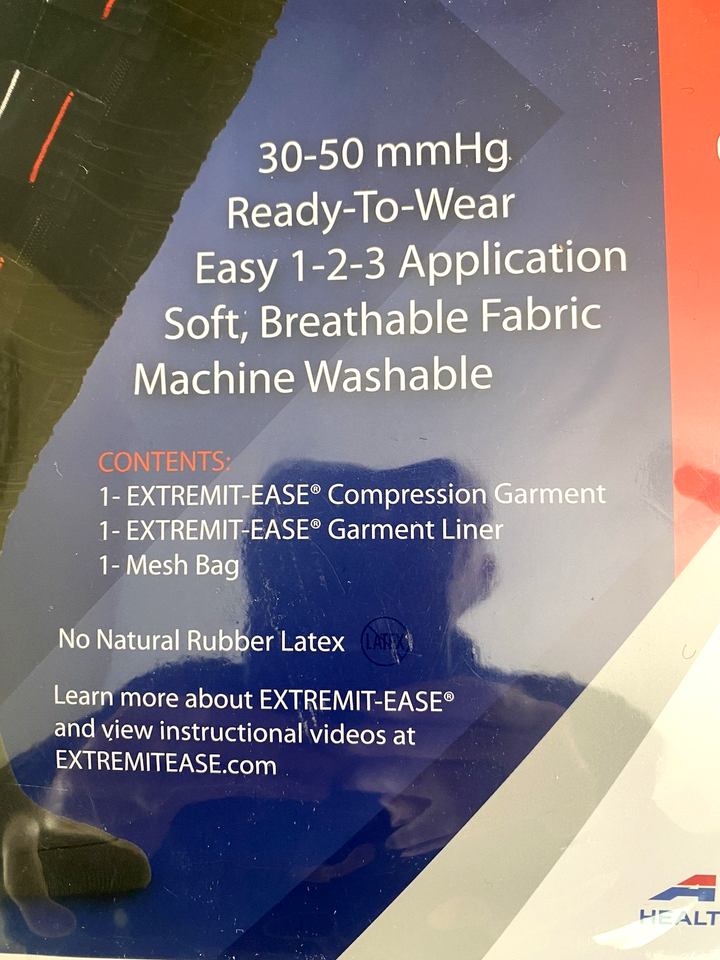 30-50 mmHg
Ready-To-Wear
Easy 1-2-3 Application
Soft, Breathable Fabric
Machine Washable
CONTENTS:
1- EXTREMIT-EASE® Compression Garment
1- EXTREMIT-EASE® Garment Liner
1- Mesh Bag
No Natural Rubber Latex LATEX
Learn more about EXTREMIT-EASE®
and view instructional videos at
EXTREMITEASE.com
HEALT